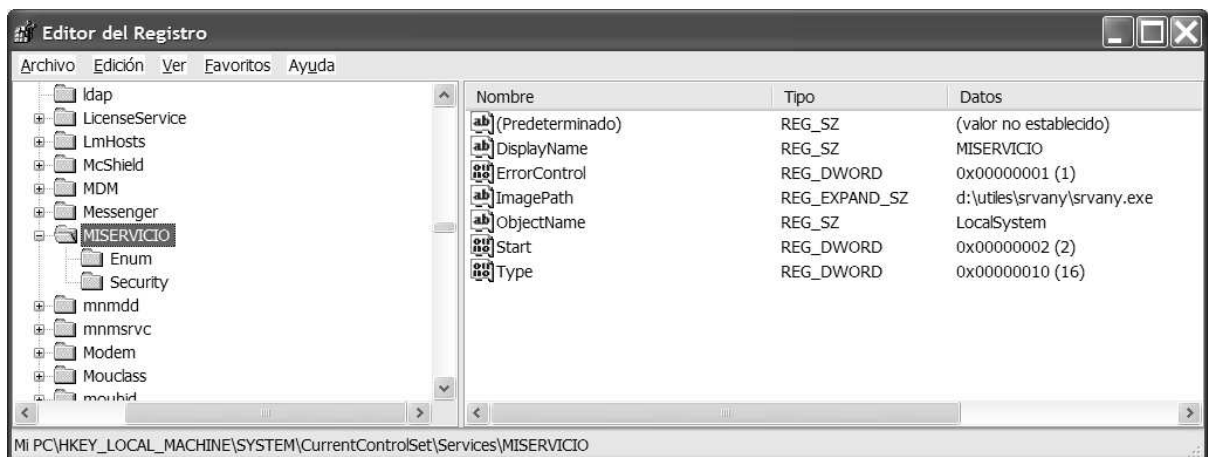 Editor del Registro
Archivo Edición Ver Favoritos Ayuda
ldap
LicenseService
LmHosts
McShield
MDM
Messenger
MISERVICIO
Enum
Security
mnmdd
mnmsrvc
Modem
Mouclass
mouhid
Nombre Tipo Datos
(Predeterminado) REG_SZ (valor no establecido)
DisplayName REG_SZ MISERVICIO
ErrorControl REG_DWORD 0x00000001 (1)
ImagePath REG_EXPAND_SZ d:\utiles\srvany\srvany.exe
ObjectName REG_SZ LocalSystem
Start REG_DWORD 0x00000002 (2)
Type REG_DWORD 0x00000010 (16)
Mi PC\HKEY_LOCAL_MACHINE\SYSTEM\CurrentControlSet\Services\MISERVICIO